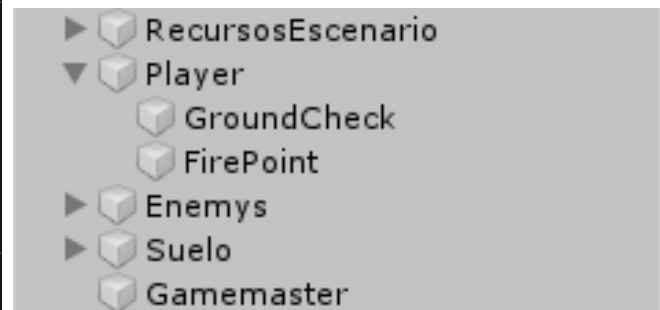 RecursosEscenario
Player
GroundCheck
FirePoint
Enemys
Suelo
Gamemaster